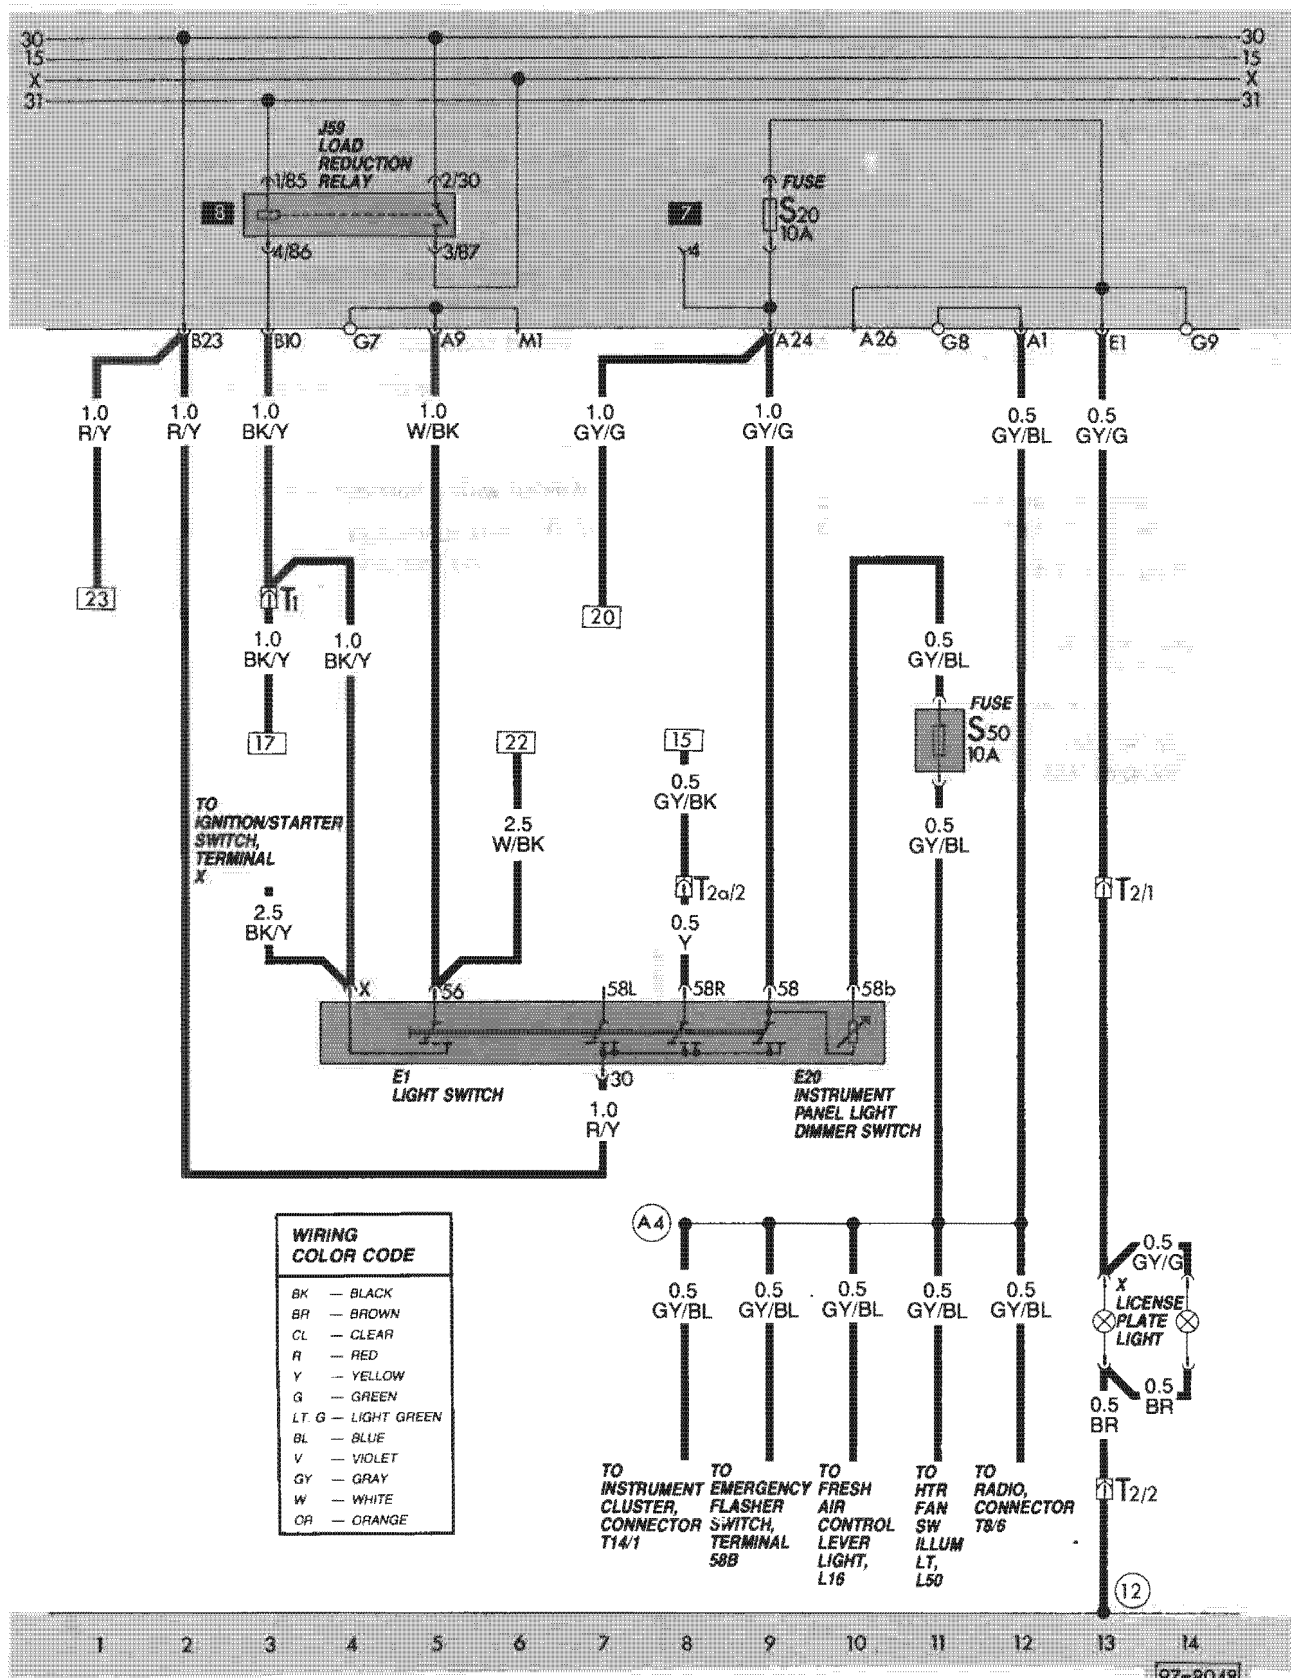 30 30
15 15
X X
31 31
J59
LOAD
REDUCTION
RELAY
1/85 2/30
8
4/86 3/87
7
4
FUSE
S20
10A
B23 B10 G7 A9 M1 A24 A26 G8 A1 E1 G9
1.0 1.0 1.0 1.0 1.0 1.0 0.5 0.5
R/Y R/Y BK/Y W/BK GY/G GY/G GY/BL GY/G
23
T1
20
1.0 1.0
BK/Y BK/Y
0.5
GY/BL
FUSE
S50
10A
17
22
15
0.5
GY/BK
TO
IGNITION/STARTER
SWITCH,
TERMINAL
X
2.5
W/BK
0.5
GY/BL
T2a/2
T2/1
2.5
BK/Y
0.5
Y
X 56 58L 58R 58 58b
E1
LIGHT SWITCH
30
1.0
R/Y
E20
INSTRUMENT
PANEL LIGHT
DIMMER SWITCH
A4
WIRING
COLOR CODE
BK — BLACK
BR — BROWN
CL — CLEAR
R — RED
Y — YELLOW
G — GREEN
LT. G — LIGHT GREEN
BL — BLUE
V — VIOLET
GY — GRAY
W — WHITE
OR — ORANGE
0.5 0.5 0.5 0.5 0.5
GY/BL GY/BL GY/BL GY/BL GY/BL
0.5
GY/G
X
LICENSE
PLATE
LIGHT
0.5
BR
0.5
BR
TO
INSTRUMENT
CLUSTER,
CONNECTOR
T14/1
TO
EMERGENCY
FLASHER
SWITCH,
TERMINAL
58B
TO
FRESH
AIR
CONTROL
LEVER
LIGHT,
L16
TO
HTR
FAN
SW
ILLUM
LT,
L50
TO
RADIO,
CONNECTOR
T8/6
T2/2
12
1 2 3 4 5 6 7 8 9 10 11 12 13 14